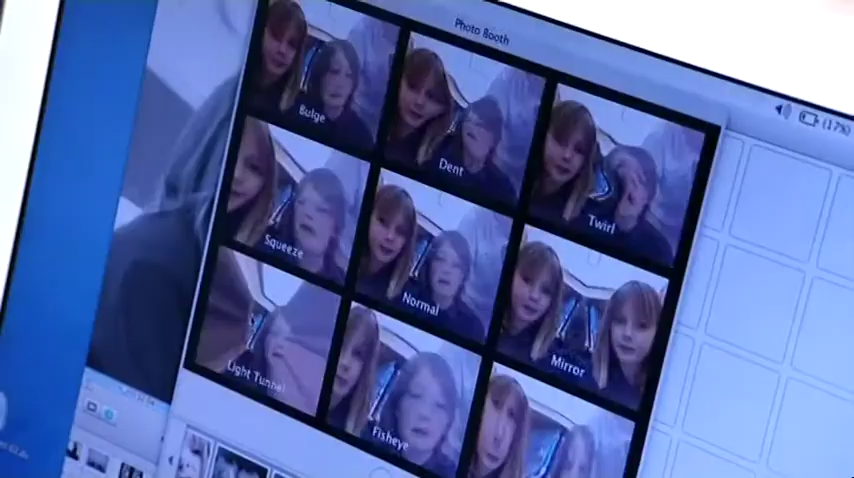 Photo Booth
(17%)
Bulge
Dent
Twirl
Squeeze
Normal
Mirror
Light Tunnel
Fisheye